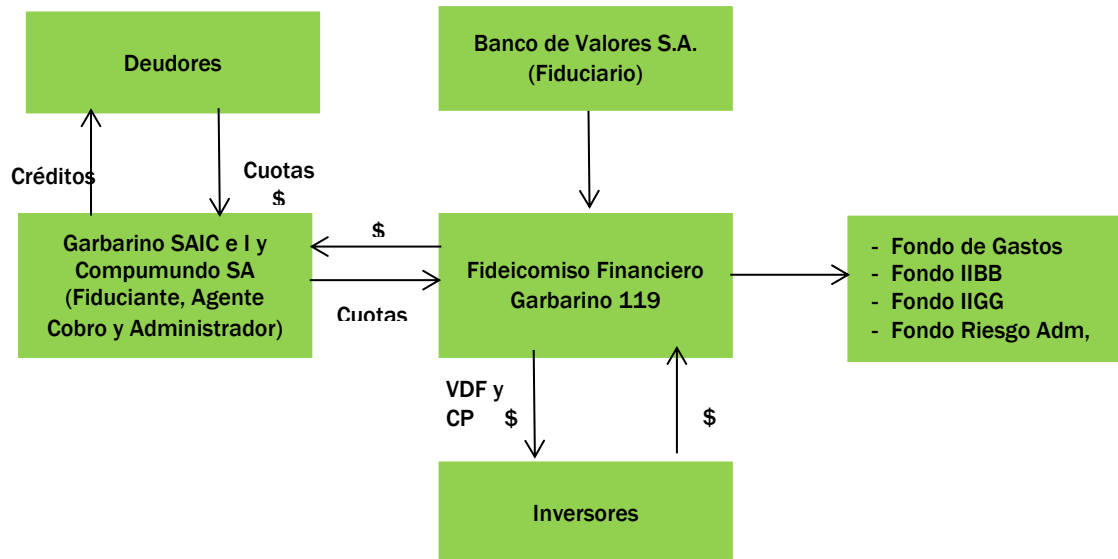 Deudores
Banco de Valores S.A.
(Fiduciario)
Créditos
Cuotas
$
Garbarino SAIC e I y
Compumundo SA
(Fiduciante, Agente
Cobro y Administrador)
$
Cuotas
Fideicomiso Financiero
Garbarino 119
- Fondo de Gastos
- Fondo IIBB
- Fondo IIGG
- Fondo Riesgo Adm,
VDF y
CP $
$
Inversores